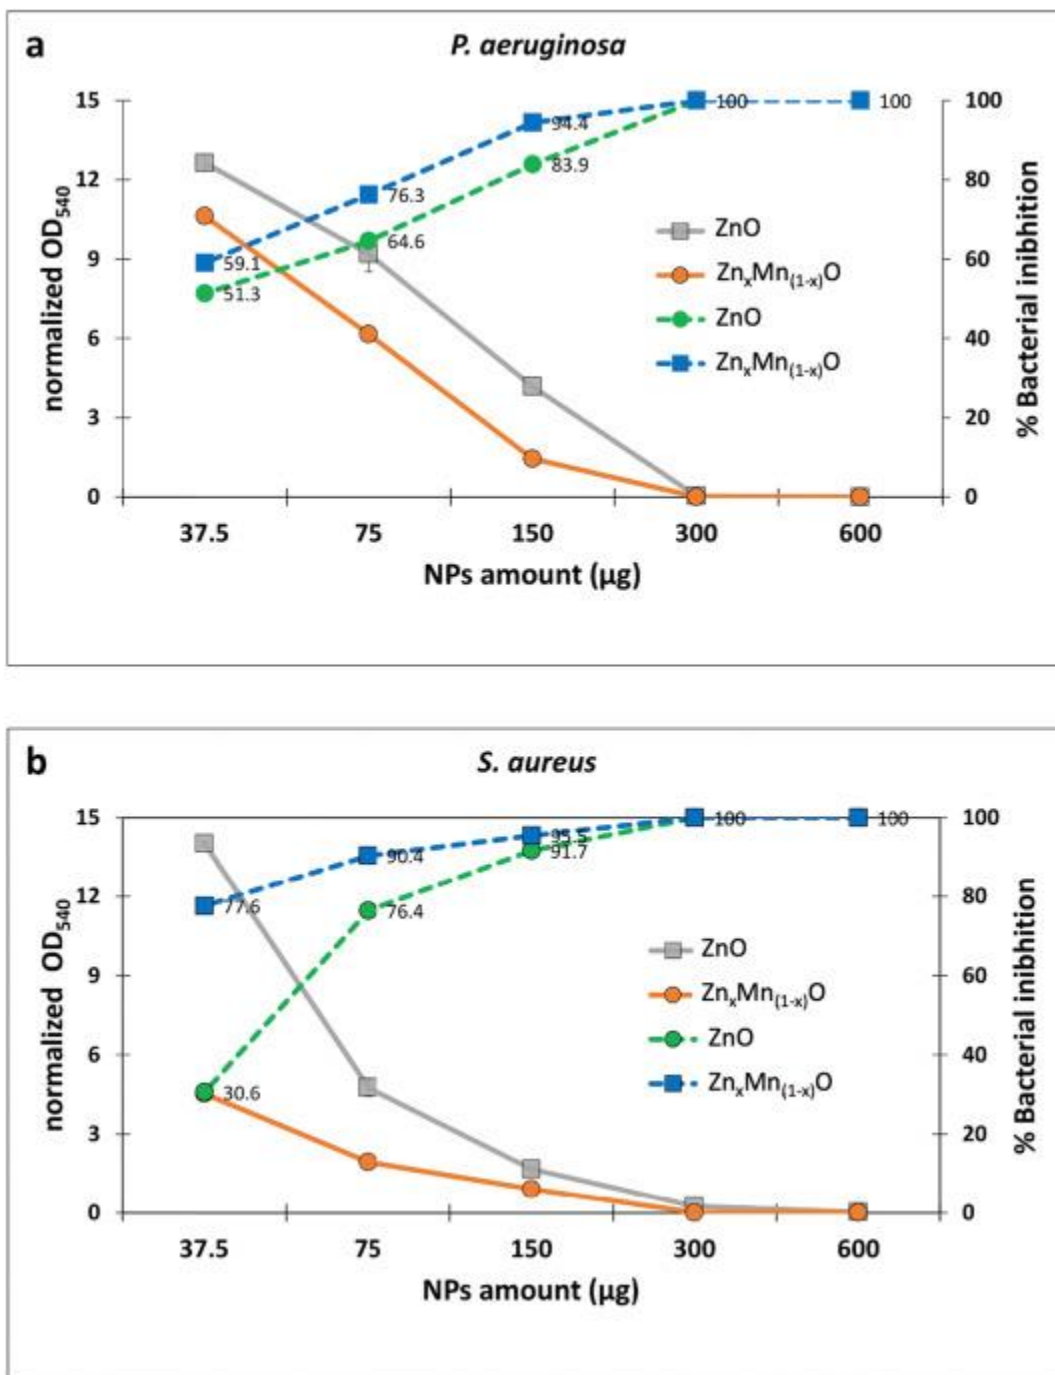 a
P. aeruginosa
15 100
12 80
9 60
6 40
3 20
0 0
normalized OD540
% Bacterial inibhition
59.1 76.3 94.4 100 100
51.3 64.6 83.9
ZnO
ZnxMn(1-x)O
ZnO
ZnxMn(1-x)O
37.5 75 150 300 600
NPs amount (µg)
b
S. aureus
15 100
12 80
9 60
6 40
3 20
0 0
normalized OD540
% Bacterial inibhition
77.6 90.4 95.5 100 100
30.6 76.4 91.7
ZnO
ZnxMn(1-x)O
ZnO
ZnxMn(1-x)O
37.5 75 150 300 600
NPs amount (µg)